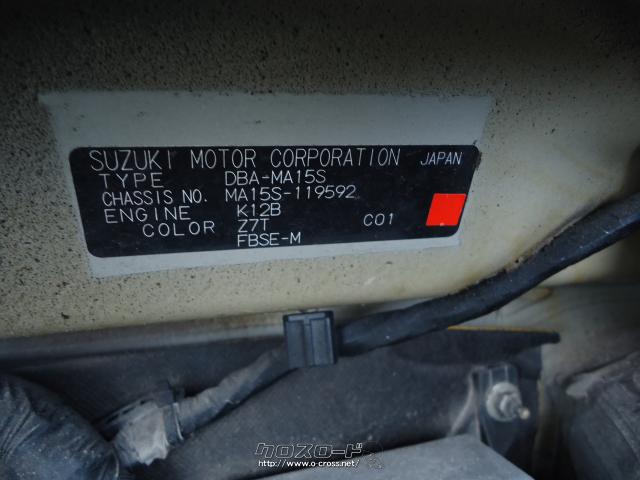 SUZUKI MOTOR CORPORATION JAPAN
TYPE DBA-MA15S
CHASSIS NO. MA15S-119592
ENGINE K12B
COLOR Z7T C01
FBSE-M
クロスロード
http://www.o-cross.net/